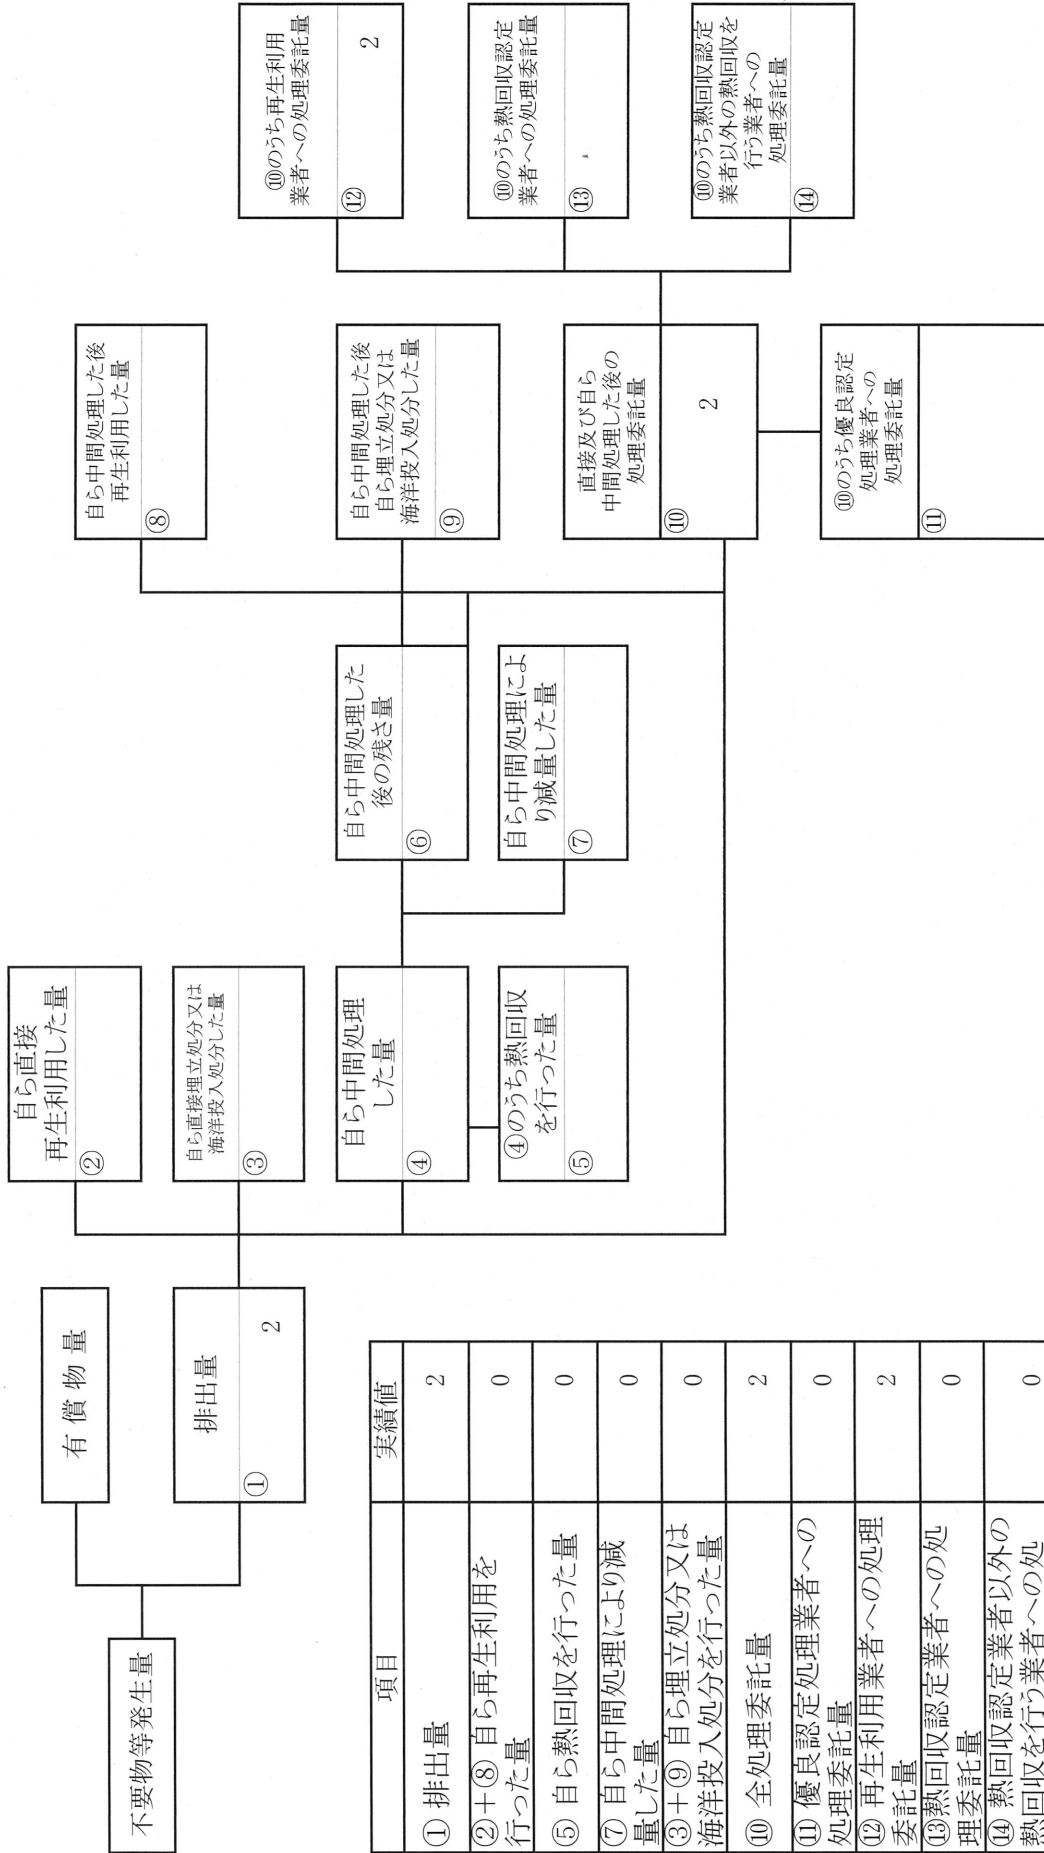 不要物等発生量
有償物量
排出量
①
2
自ら直接
再生利用した量
②
自ら直接埋立処分又は
海洋投入処分した量
③
自ら中間処理
した量
④
④のうち熱回収
を行った量
⑤
自ら中間処理した
後の残さ量
⑥
自ら中間処理によ
り減量した量
⑦
自ら中間処理した後
再生利用した量
⑧
自ら中間処理した後
自ら埋立処分又は
海洋投入処分した量
⑨
直接及び自ら
中間処理した後の
処理委託量
⑩
2
⑩のうち優良認定
処理業者への
処理委託量
⑪
⑩のうち再生利用
業者への処理委託量
⑫
2
⑩のうち熱回収認定
業者への処理委託量
⑬
⑩のうち熱回収認定
業者以外の熱回収を
行う業者への
処理委託量
⑭
項目 実績値
①排出量 2
②+⑧自ら再生利用を
行った量 0
⑤自ら熱回収を行った量 0
⑦自ら中間処理により減
量した量 0
③+⑨自ら埋立処分又は
海洋投入処分を行った量 0
⑩全処理委託量 2
⑪優良認定処理業者への
処理委託量 0
⑫再生利用業者への処理
委託量 2
⑬熱回収認定業者への処
理委託量 0
⑭熱回収認定業者以外の
熱回収を行う業者への処 0